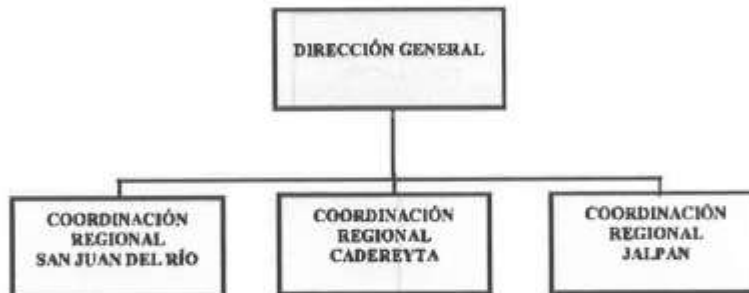 DIRECCIÓN GENERAL
COORDINACIÓN
REGIONAL
SAN JUAN DEL RÍO
COORDINACIÓN
REGIONAL
CADEREYTA
COORDINACIÓN
REGIONAL
JALPAN